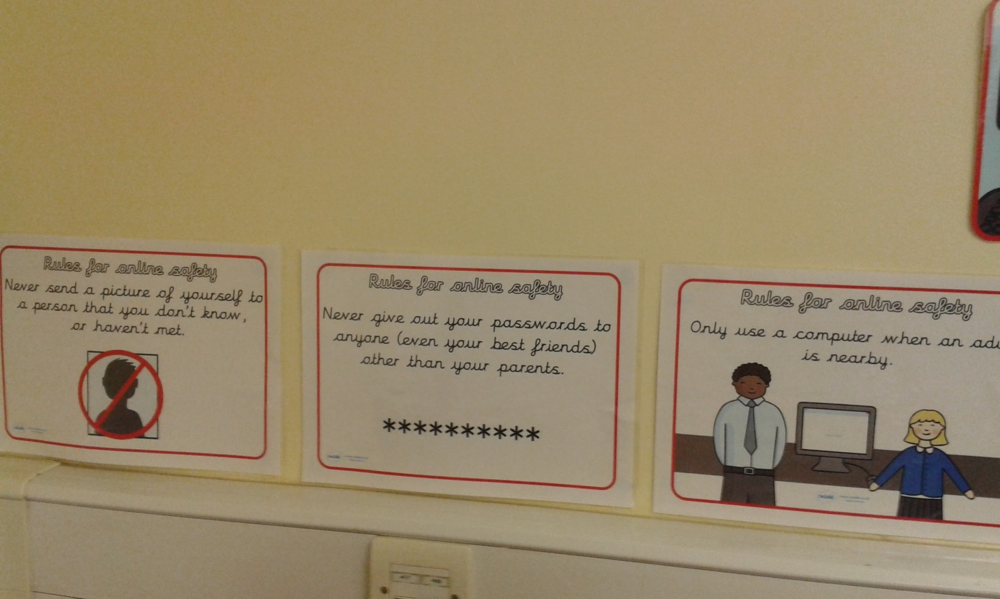 Rules for online safety
Never send a picture of yourself to
a person that you don't know,
or haven't met.
Rules for online safety
Never give out your passwords to
anyone (even your best friends)
other than your parents.
**********
Rules for online safety
Only use a computer when an adu
is nearby.